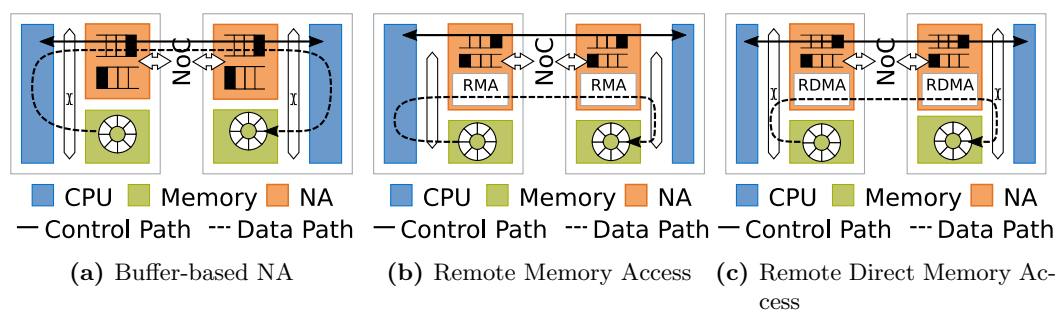 NoC
CPU Memory NA
Control Path Data Path
(a) Buffer-based NA
NoC
RMA RMA
CPU Memory NA
Control Path Data Path
(b) Remote Memory Access
NoC
RDMA RDMA
CPU Memory NA
Control Path Data Path
(c) Remote Direct Memory Ac-
cess